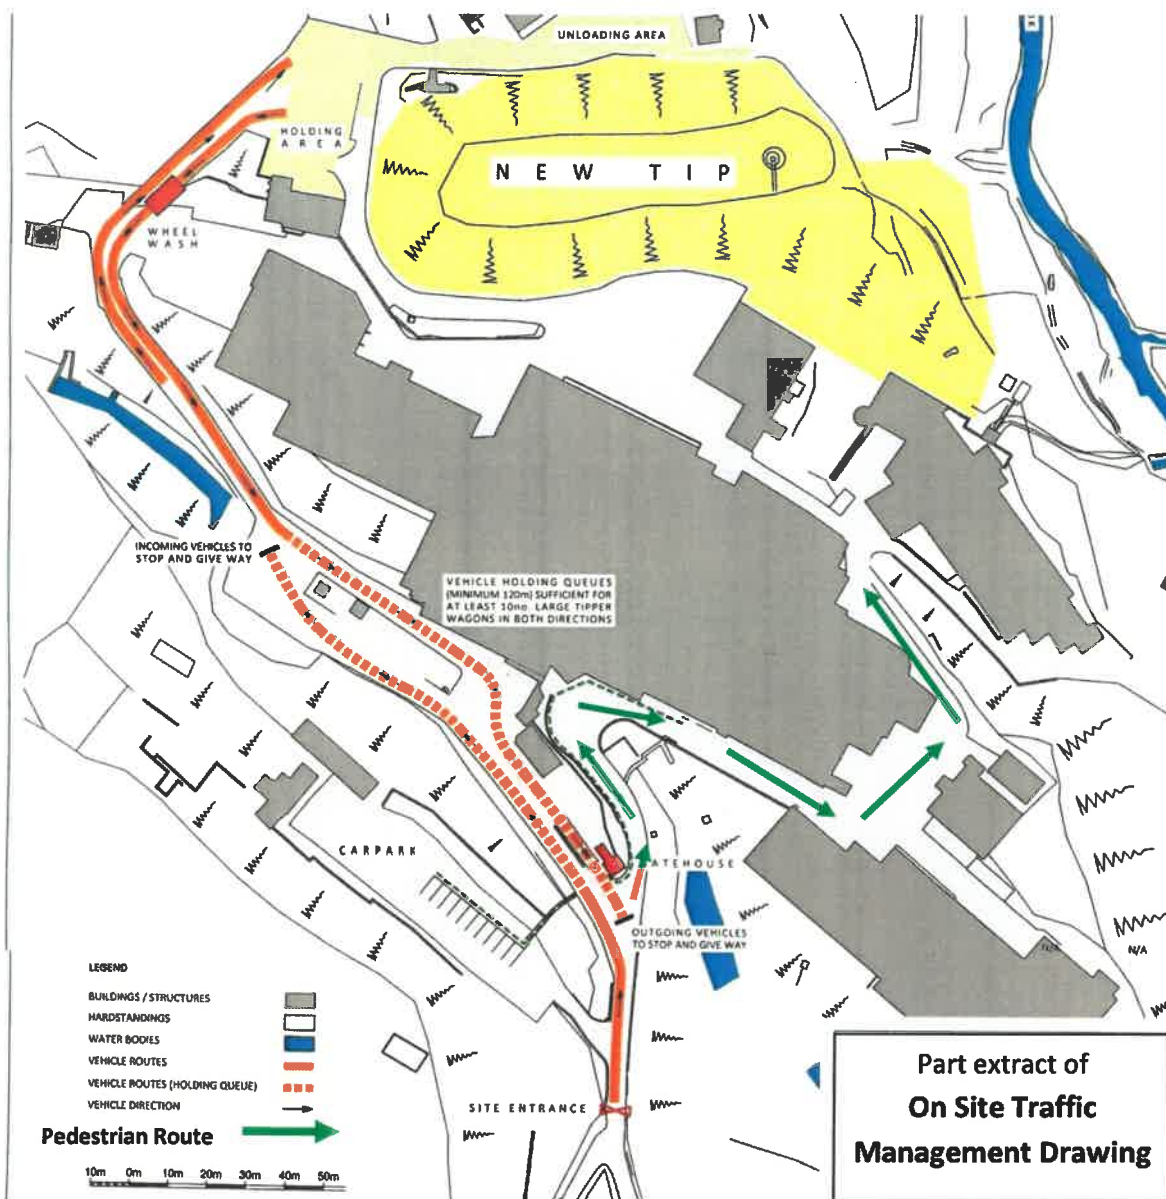 UNLOADING AREA
HOLDING
AREA
NEW TIP
WHEEL
WASH
INCOMING VEHICLES TO
STOP AND GIVE WAY
VEHICLE HOLDING QUEUES
(MINIMUM 120m) SUFFICIENT FOR
AT LEAST 10no. LARGE TIPPER
WAGONS IN BOTH DIRECTIONS
CARPARK
ATEHOUSE
OUTGOING VEHICLES
TO STOP AND GIVE WAY
N/A
N/A
LEGEND
BUILDINGS / STRUCTURES
HARDSTANDINGS
WATER BODIES
VEHICLE ROUTES
VEHICLE ROUTES (HOLDING QUEUE)
VEHICLE DIRECTION
Pedestrian Route
10m 0m 10m 20m 30m 40m 50m
SITE ENTRANCE
Part extract of
On Site Traffic
Management Drawing